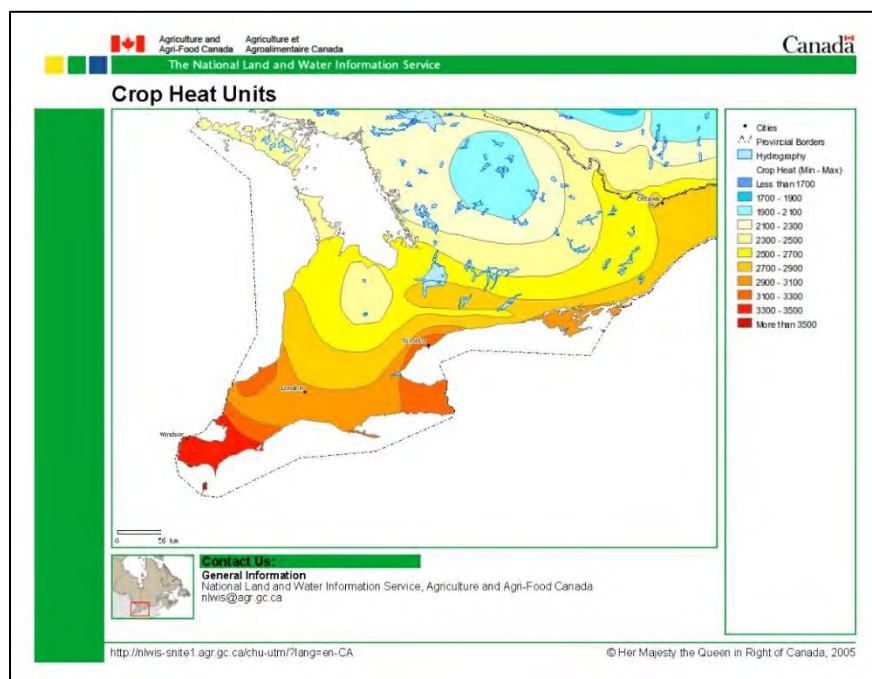 Agriculture and Agriculture et
Agri-Food Canada Agroalimentaire Canada
Canada
The National Land and Water Information Service
Crop Heat Units
Cities
Provincial Borders
Hydrography
Crop Heat (Min - Max)
Less than 1700
1700 - 1900
1900 - 2100
2100 - 2300
2300 - 2500
2500 - 2700
2700 - 2900
2900 - 3100
3100 - 3300
3300 - 3500
More than 3500
Ottawa
Toronto
London
Windsor
0 56 km
Contact Us:
General Information
National Land and Water Information Service, Agriculture and Agri-Food Canada
nlwis@agr.gc.ca
http://nlwis-snite1.agr.gc.ca/chu-utm/?lang=en-CA
© Her Majesty the Queen in Right of Canada, 2005